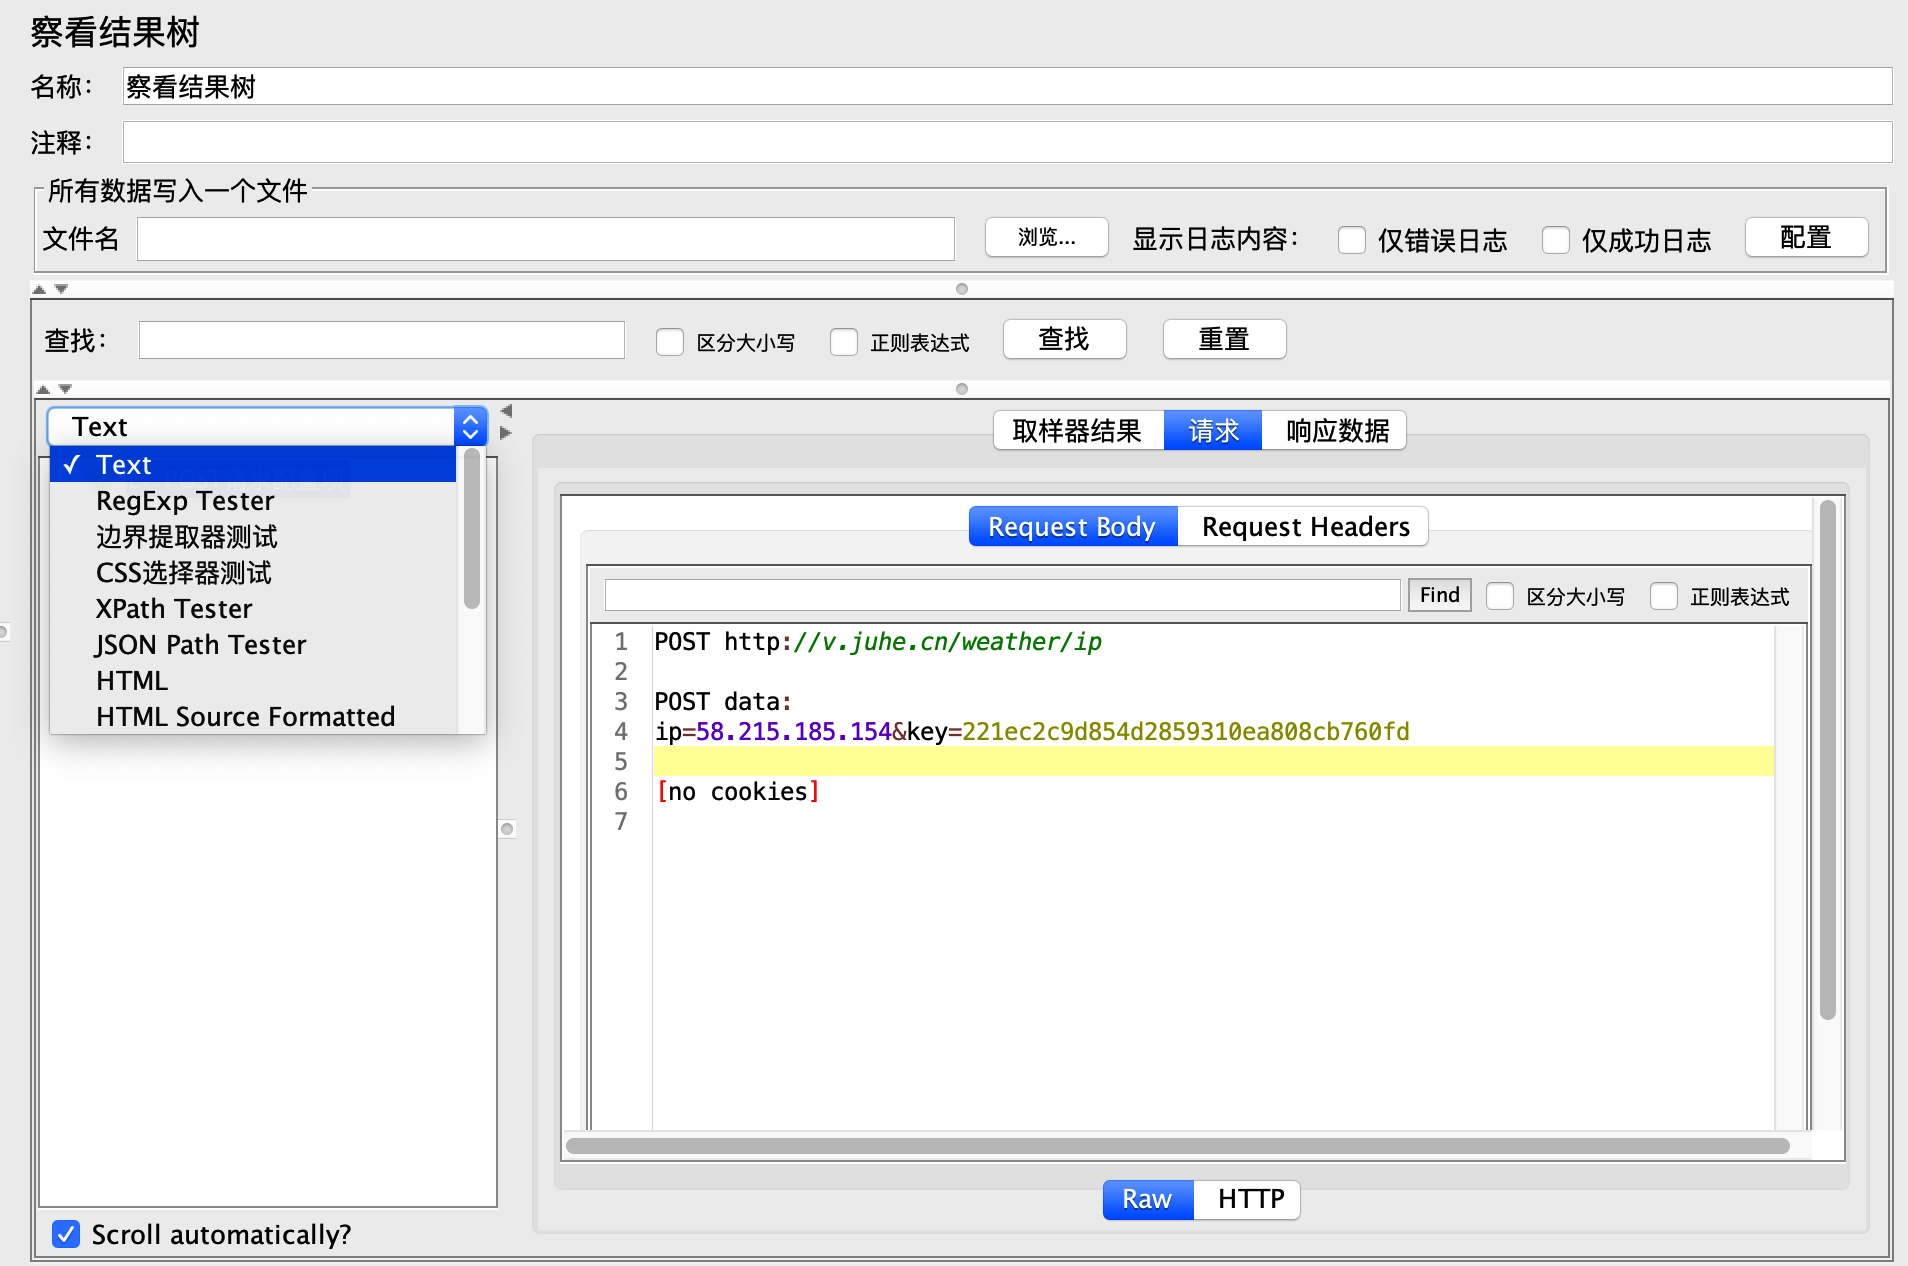 察看结果树
名称： 察看结果树
注释：
所有数据写入一个文件
文件名 浏览... 显示日志内容： 仅错误日志 仅成功日志 配置
查找： 区分大小写 正则表达式 查找 重置
Text
Text
RegExp Tester
边界提取器测试
CSS选择器测试
XPath Tester
JSON Path Tester
HTML
HTML Source Formatted
取样器结果 请求 响应数据
Request Body Request Headers
Find 区分大小写 正则表达式
1 POST http://v.juhe.cn/weather/ip
2
3 POST data:
4 ip=58.215.185.154&key=221ec2c9d854d2859310ea808cb760fd
5
6 [no cookies]
7
Raw HTTP
Scroll automatically?